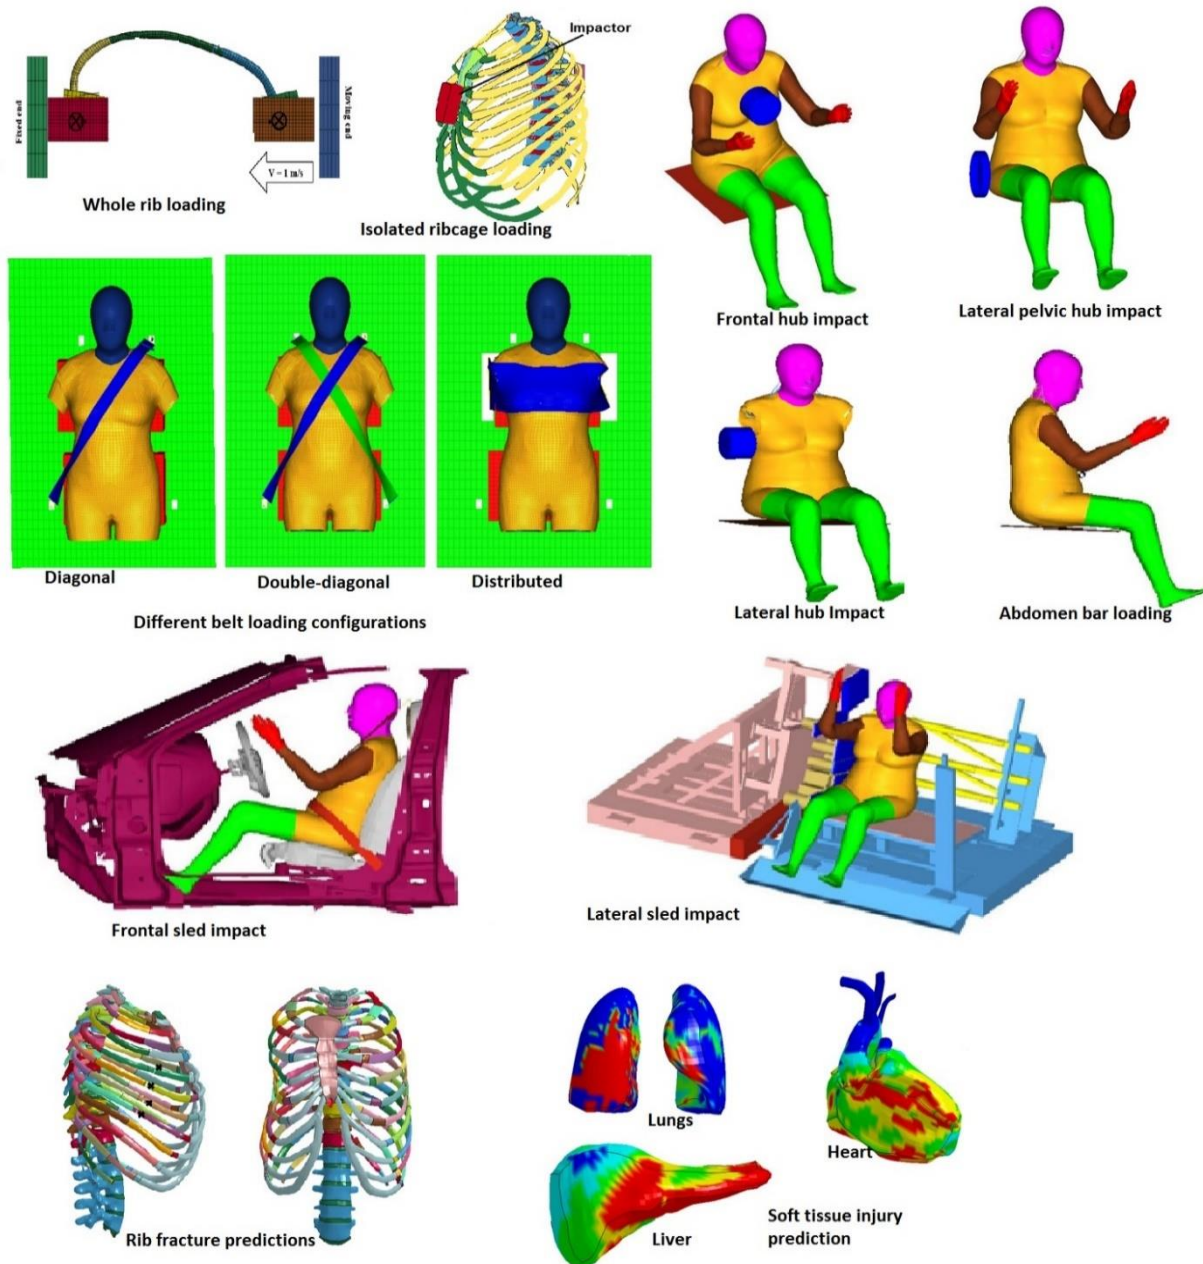 Impactor
Fixed end
Moving end
V = 1 m/s
Whole rib loading
Isolated ribcage loading
Frontal hub impact
Lateral pelvic hub impact
Diagonal
Double-diagonal
Distributed
Different belt loading configurations
Lateral hub Impact
Abdomen bar loading
Frontal sled impact
Lateral sled impact
Lungs
Heart
Rib fracture predictions
Liver
Soft tissue injury
prediction